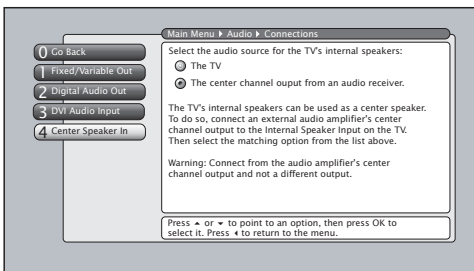 Main Menu ▸ Audio ▸ Connections
0 Go Back
1 Fixed/Variable Out
2 Digital Audio Out
3 DVI Audio Input
4 Center Speaker In
Select the audio source for the TV's internal speakers:
The TV
The center channel ouput from an audio receiver.
The TV's internal speakers can be used as a center speaker.
To do so, connect an external audio amplifier's center
channel output to the Internal Speaker Input on the TV.
Then select the matching option from the list above.
Warning: Connect from the audio amplifier's center
channel output and not a different output.
Press ▴ or ▾ to point to an option, then press OK to
select it. Press ◂ to return to the menu.